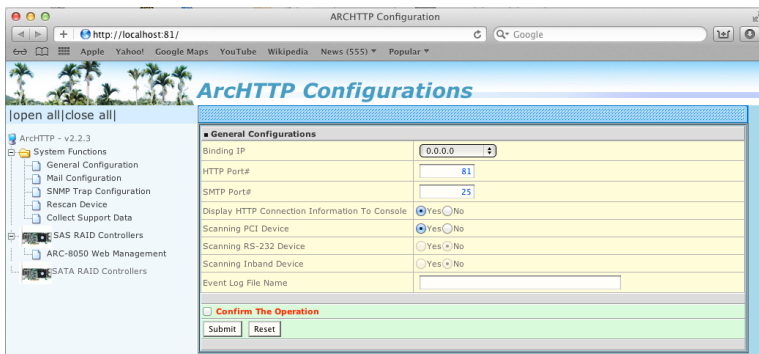 ARCHTTP Configuration
http://localhost:81/
Google
Apple Yahoo! Google Maps YouTube Wikipedia News (555) Popular
ArcHTTP Configurations
|open all|close all|
ArcHTTP - v2.2.3
System Functions
General Configuration
Mail Configuration
SNMP Trap Configuration
Rescan Device
Collect Support Data
SAS RAID Controllers
ARC-8050 Web Management
SATA RAID Controllers
General Configurations
Binding IP 0.0.0.0
HTTP Port# 81
SMTP Port# 25
Display HTTP Connection Information To Console Yes No
Scanning PCI Device Yes No
Scanning RS-232 Device Yes No
Scanning Inband Device Yes No
Event Log File Name
Confirm The Operation
Submit Reset